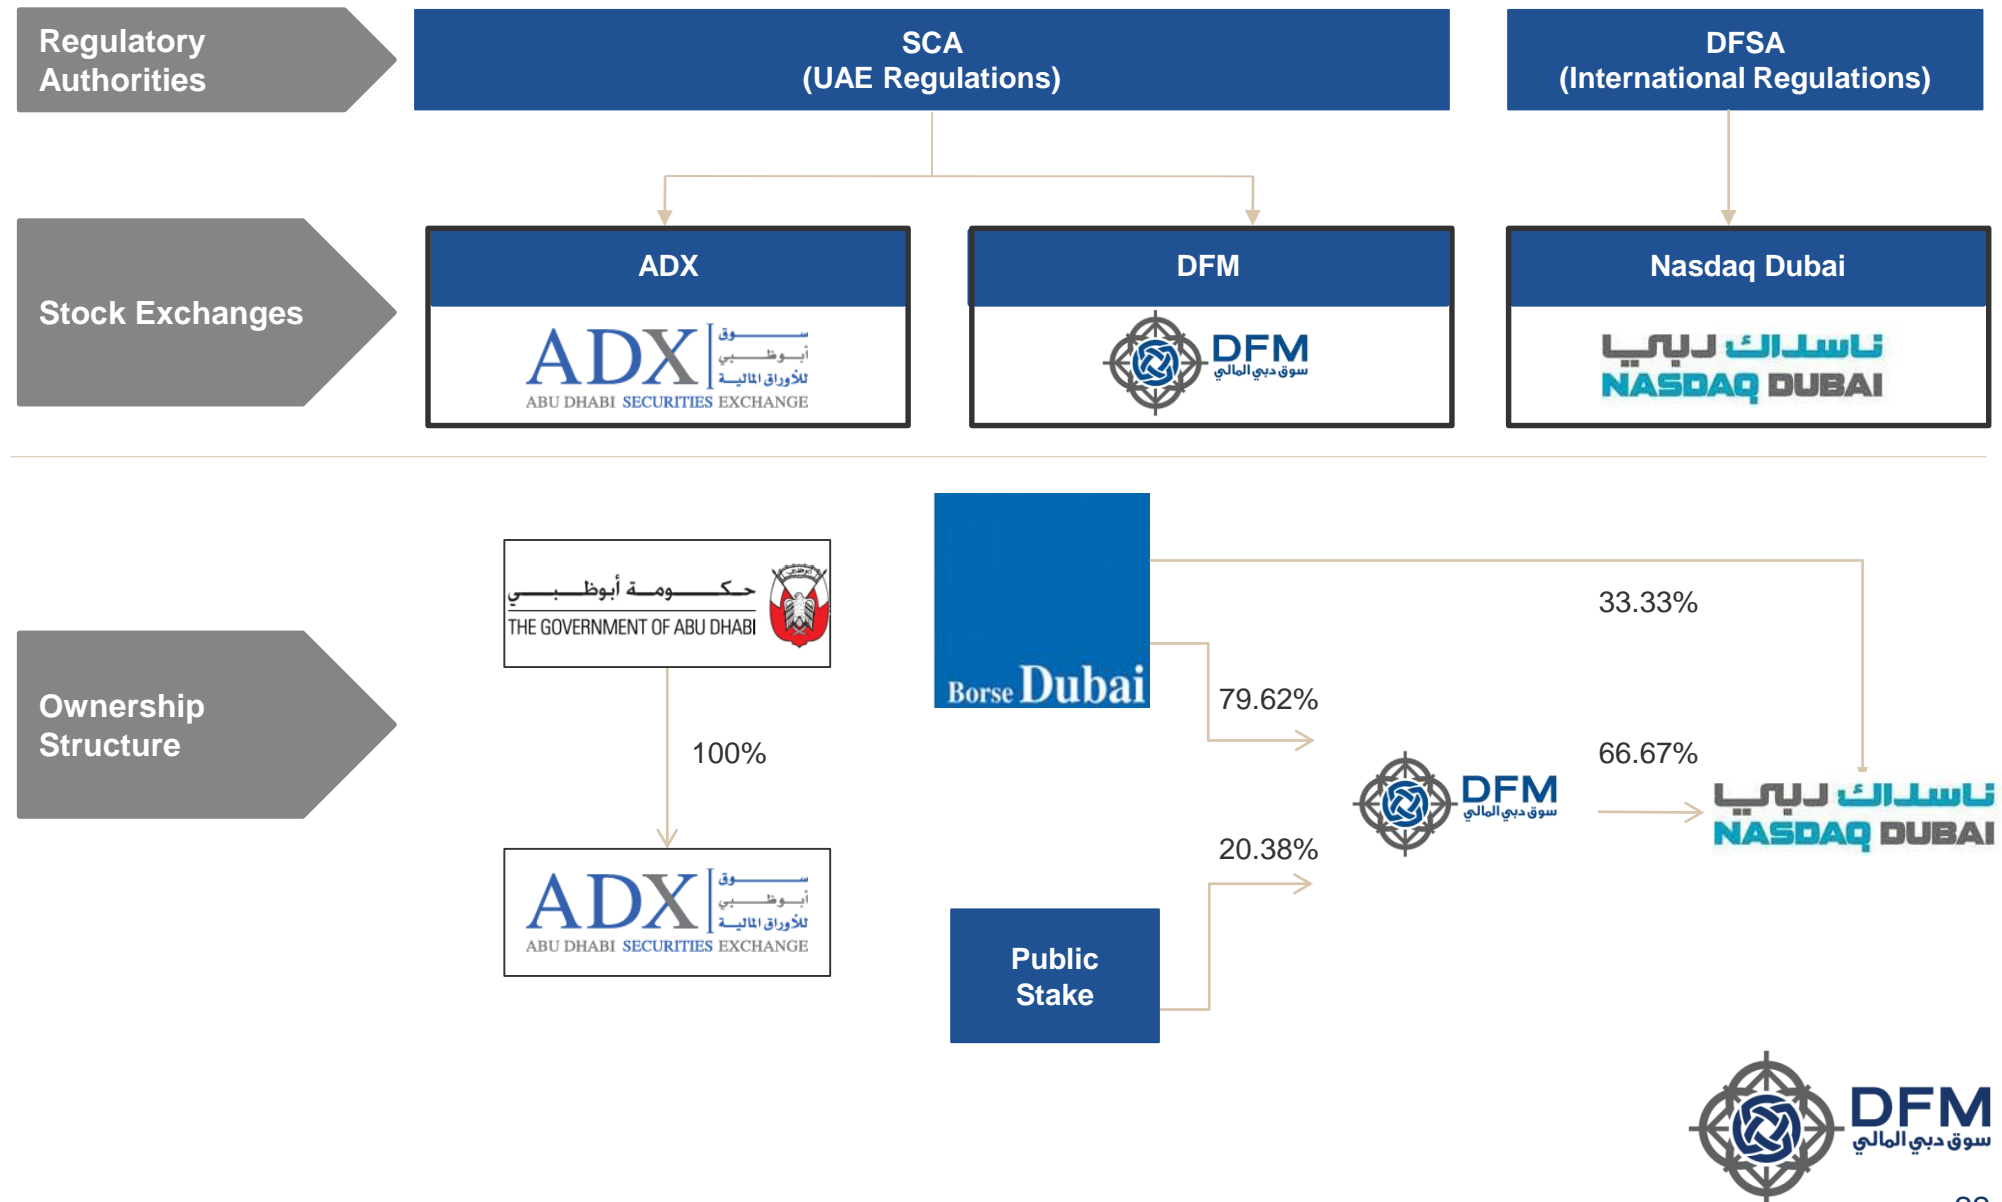 Regulatory
Authorities
SCA
(UAE Regulations)
DFSA
(International Regulations)
Stock Exchanges
ADX
DFM
Nasdaq Dubai
ADX
سوق
أبوظبي
للأوراق المالية
ABU DHABI SECURITIES EXCHANGE
DFM
سوق دبي المالي
ناسداك دبي
NASDAQ DUBAI
Ownership
Structure
حكومة أبوظبي
THE GOVERNMENT OF ABU DHABI
100%
ADX
سوق
أبوظبي
للأوراق المالية
ABU DHABI SECURITIES EXCHANGE
Borse Dubai
33.33%
79.62%
66.67%
20.38%
DFM
سوق دبي المالي
ناسداك دبي
NASDAQ DUBAI
Public
Stake
DFM
سوق دبي المالي